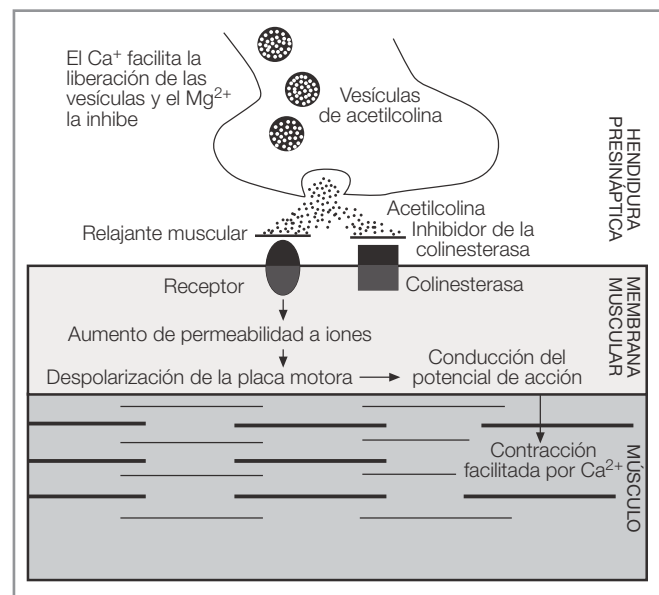 El Ca⁺ facilita la
liberación de las
vesículas y el Mg²⁺
la inhibe
Vesículas
de acetilcolina
HENDIDURA
PRESINÁPTICA
Acetilcolina
Relajante muscular
Inhibidor de la
colinesterasa
Receptor
Colinesterasa
MEMBRANA
MUSCULAR
Aumento de permeabilidad a iones
Despolarización de la placa motora
Conducción del
potencial de acción
Contracción
facilitada por Ca²⁺
MÚSCULO